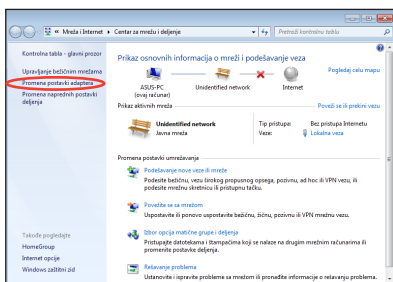 « Mreža i Internet ▸ Centar za mrežu i deljenje
Pretraži kontrolnu tablu
Kontrolna tabla - glavni prozor
Upravljanje bežičnim mrežama
Promena postavki adaptera
Promena naprednih postavki
deljenja
Takođe pogledajte
HomeGroup
Internet opcije
Windows zaštitni zid
Prikaz osnovnih informacija o mreži i podešavanje veza
Pogledaj celu mapu
ASUS-PC
(ovaj računar)
Unidentified network
Internet
Prikaz aktivnih mreža
Poveži se ili prekini vezu
Unidentified network
Javna mreža
Tip pristupa: Bez pristupa Internetu
Veze: Lokalna veza
Promena postavki umrežavanja
Podešavanje nove veze ili mreže
Podesite bežičnu, vezu širokog propusnog opsega, pozivnu, ad hoc ili VPN vezu, ili
podesite mrežnu skretnicu ili pristupnu tačku.
Povežite se sa mrežom
Uspostavite ili ponovo uspostavite bežičnu, žičnu, pozivnu ili VPN mrežnu vezu.
Izbor opcija matične grupe i deljenja
Pristupajte datotekama i štampačima koji se nalaze na drugim mrežnim računarima ili
promenite postavke deljenja.
Rešavanje problema
Ustanovite i ispravite probleme sa mrežom ili pronađite informacije o rešavanju problema.